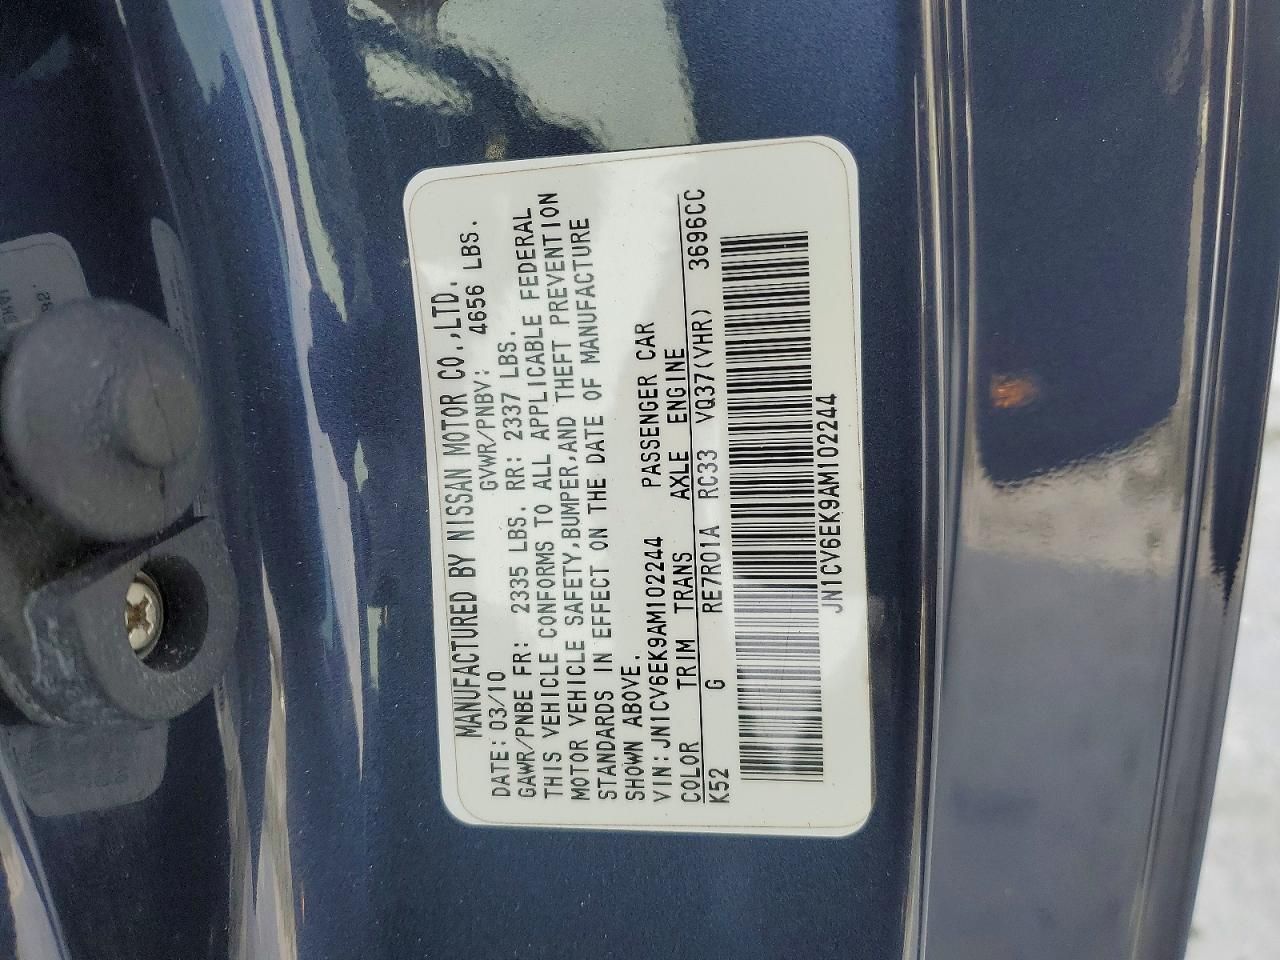 MANUFACTURED BY NISSAN MOTOR CO.,LTD.
DATE: 03/10 GVWR/PNBV: 4656 LBS.
GAWR/PNBE FR: 2335 LBS. RR: 2337 LBS.
THIS VEHICLE CONFORMS TO ALL APPLICABLE FEDERAL
MOTOR VEHICLE SAFETY,BUMPER,AND THEFT PREVENTION
STANDARDS IN EFFECT ON THE DATE OF MANUFACTURE
SHOWN ABOVE.
VIN:JN1CV6EK9AM102244 PASSENGER CAR
COLOR TRIM TRANS AXLE ENGINE
K52 G RE7R01A RC33 VQ37(VHR) 3696CC
JN1CV6EK9AM102244